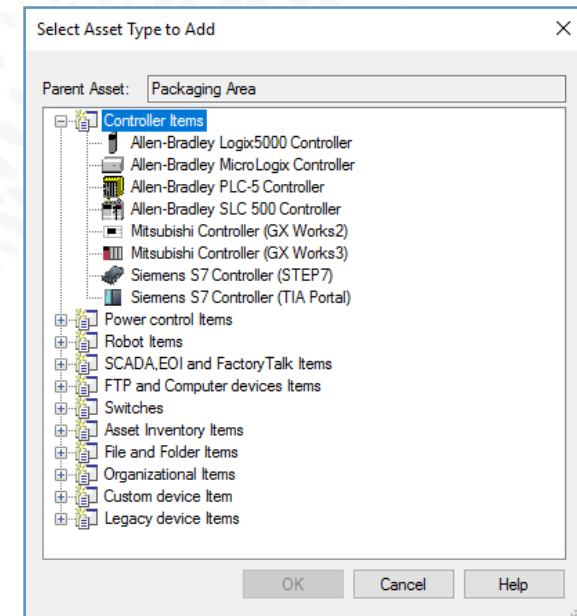 Select Asset Type to Add
Parent Asset: Packaging Area
Controller Items
Allen-Bradley Logix5000 Controller
Allen-Bradley MicroLogix Controller
Allen-Bradley PLC-5 Controller
Allen-Bradley SLC 500 Controller
Mitsubishi Controller (GX Works2)
Mitsubishi Controller (GX Works3)
Siemens S7 Controller (STEP7)
Siemens S7 Controller (TIA Portal)
Power control Items
Robot Items
SCADA,EOI and FactoryTalk Items
FTP and Computer devices Items
Switches
Asset Inventory Items
File and Folder Items
Organizational Items
Custom device Item
Legacy device Items
OK Cancel Help